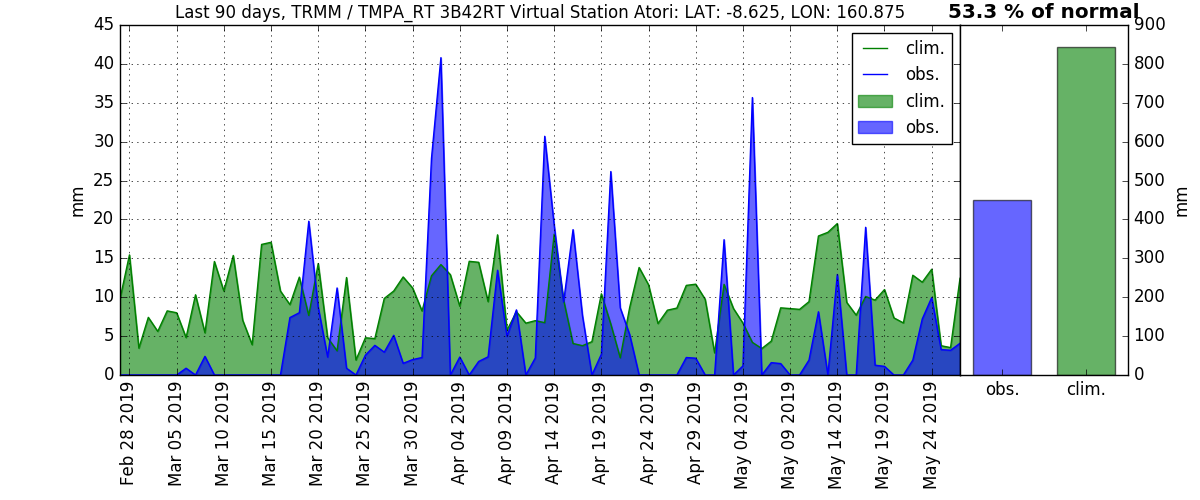 Last 90 days, TRMM / TMPA_RT 3B42RT Virtual Station Atori: LAT: -8.625, LON: 160.875
53.3 % of normal
mm
45
40
35
30
25
20
15
10
5
0
clim.
obs.
clim.
obs.
Feb 28 2019
Mar 05 2019
Mar 10 2019
Mar 15 2019
Mar 20 2019
Mar 25 2019
Mar 30 2019
Apr 04 2019
Apr 09 2019
Apr 14 2019
Apr 19 2019
Apr 24 2019
Apr 29 2019
May 04 2019
May 09 2019
May 14 2019
May 19 2019
May 24 2019
900
800
700
600
500
400
300
200
100
0
mm
obs.
clim.